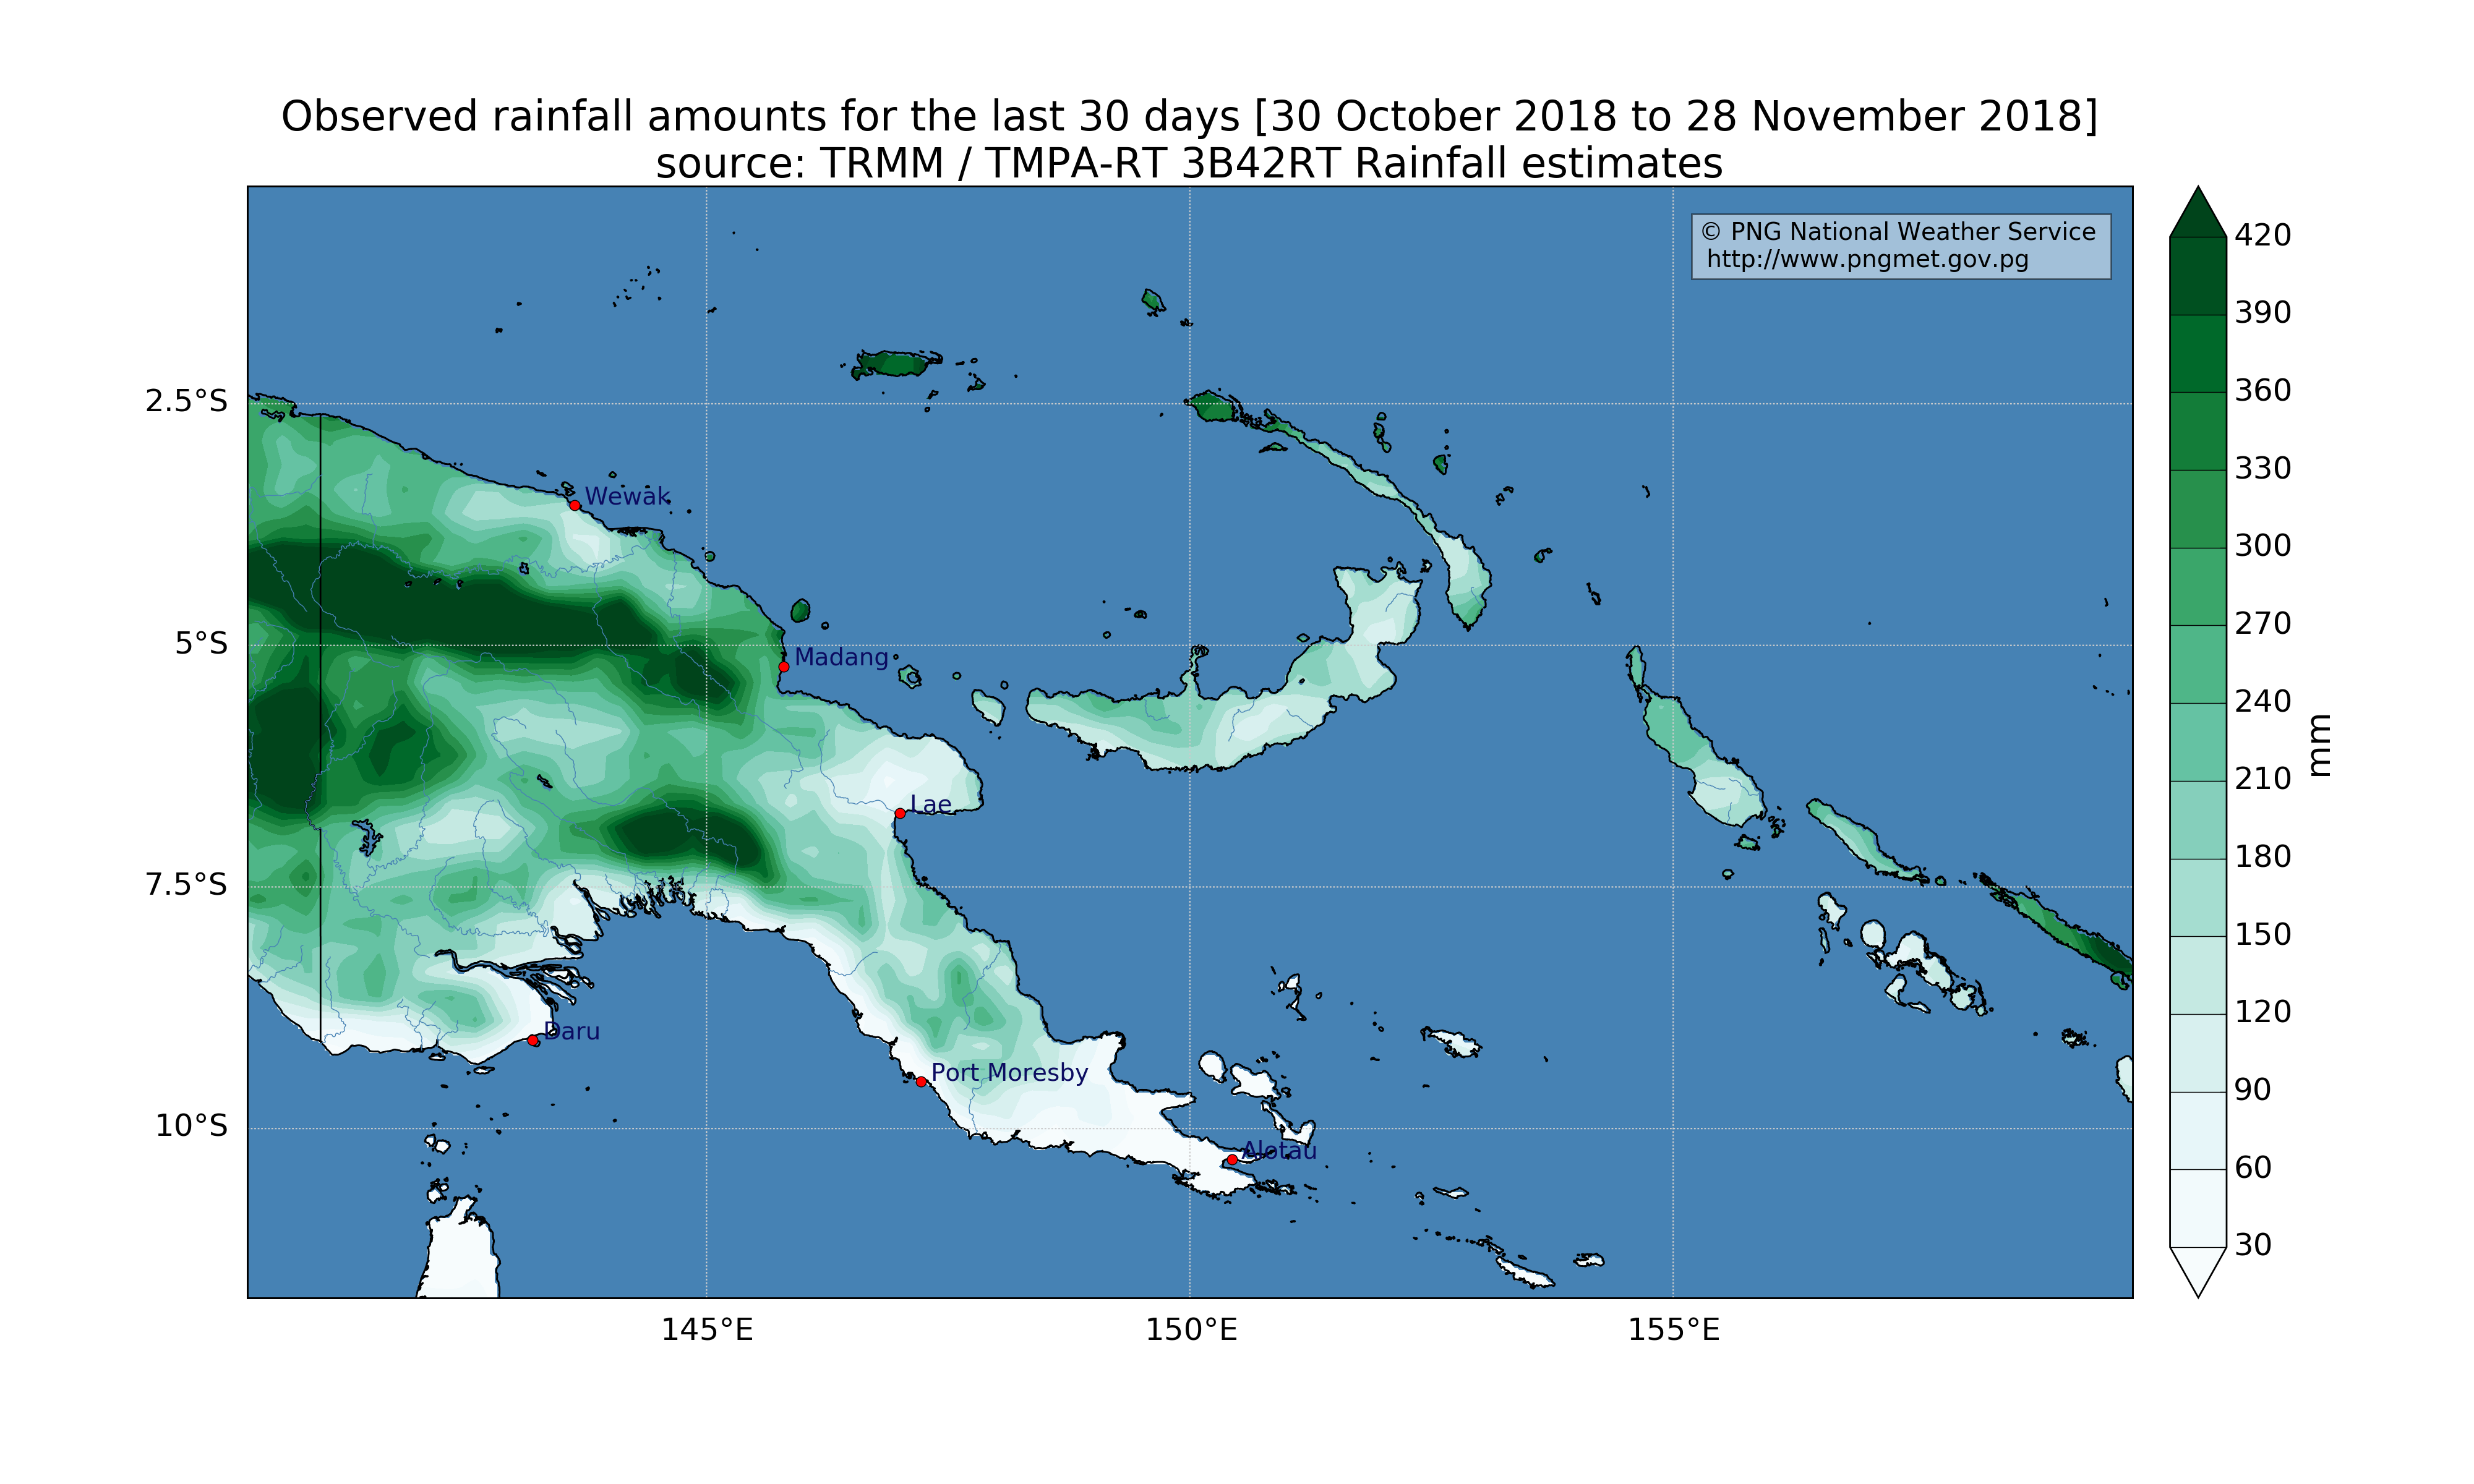 Observed rainfall amounts for the last 30 days [30 October 2018 to 28 November 2018]
source: TRMM / TMPA-RT 3B42RT Rainfall estimates
© PNG National Weather Service
http://www.pngmet.gov.pg
2.5°S
5°S
7.5°S
10°S
Wewak
Madang
Lae
Daru
Port Moresby
Alotau
145°E
150°E
155°E
420
390
360
330
300
270
240
210
180
150
120
90
60
30
mm